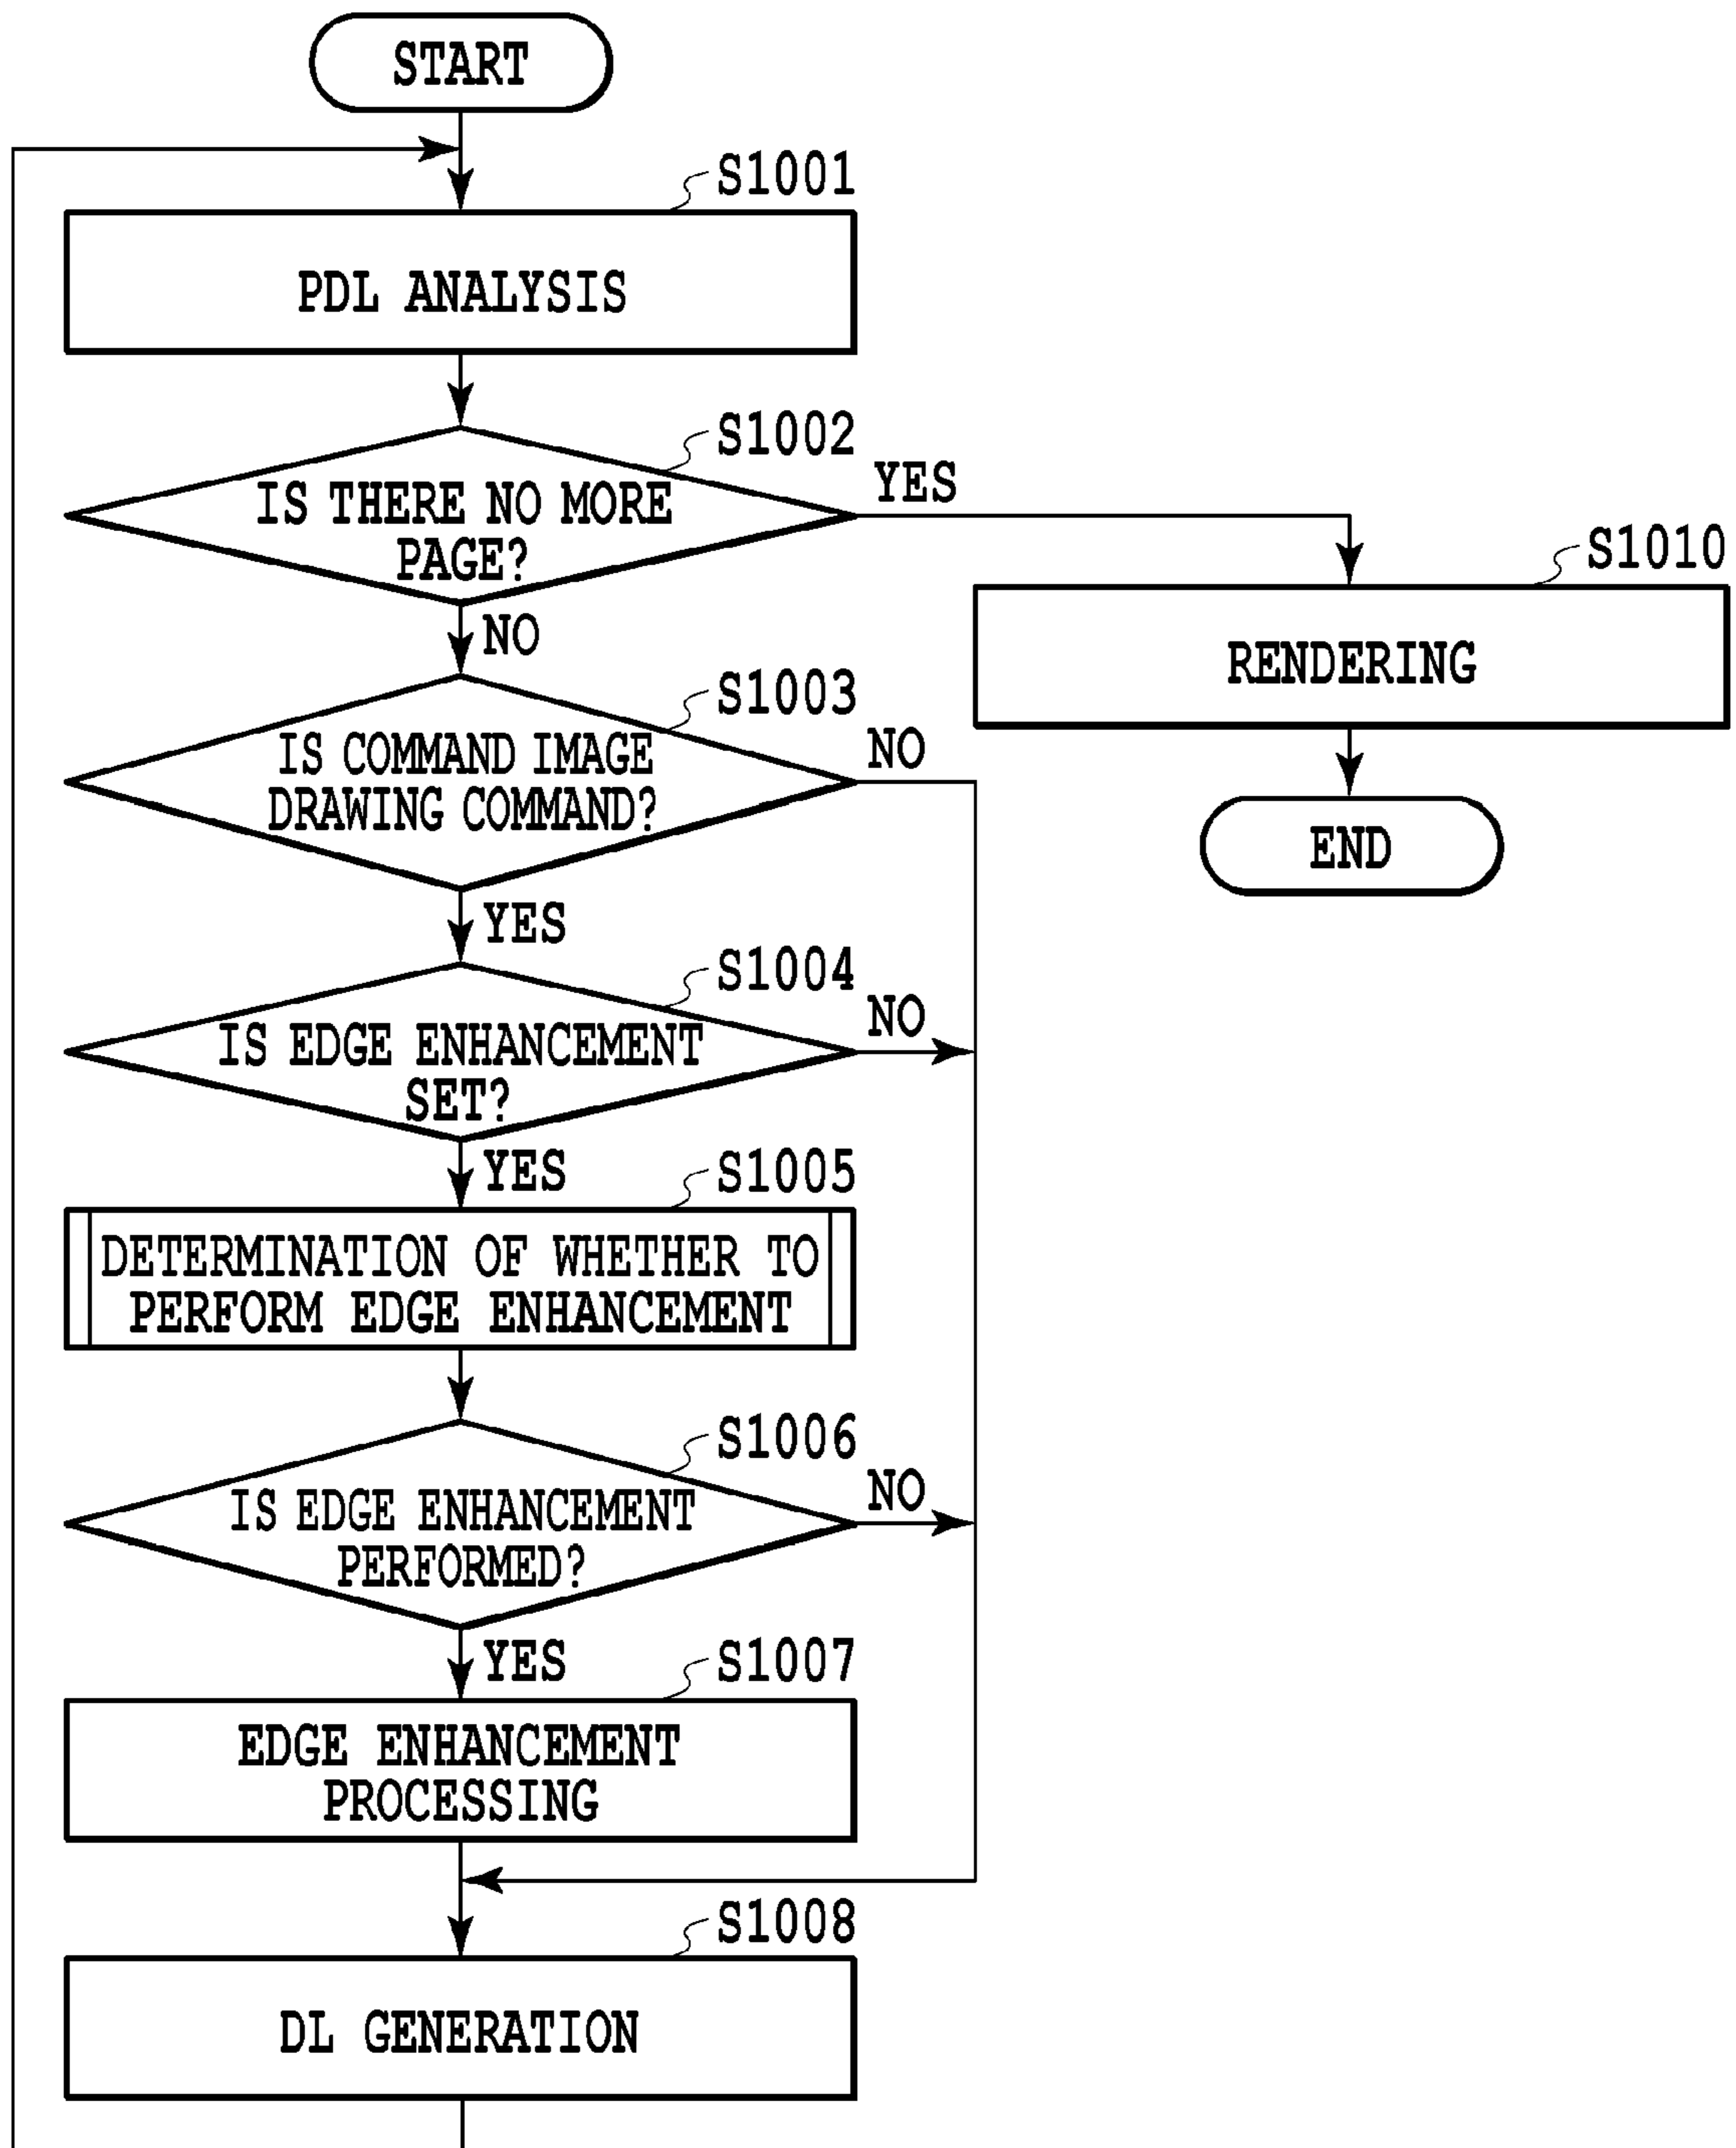 START
S1001
PDL ANALYSIS
S1002
IS THERE NO MORE
PAGE?
YES
NO
S1010
RENDERING
END
S1003
IS COMMAND IMAGE
DRAWING COMMAND?
NO
YES
S1004
IS EDGE ENHANCEMENT
SET?
NO
YES
S1005
DETERMINATION OF WHETHER TO
PERFORM EDGE ENHANCEMENT
S1006
IS EDGE ENHANCEMENT
PERFORMED?
NO
YES
S1007
EDGE ENHANCEMENT
PROCESSING
S1008
DL GENERATION